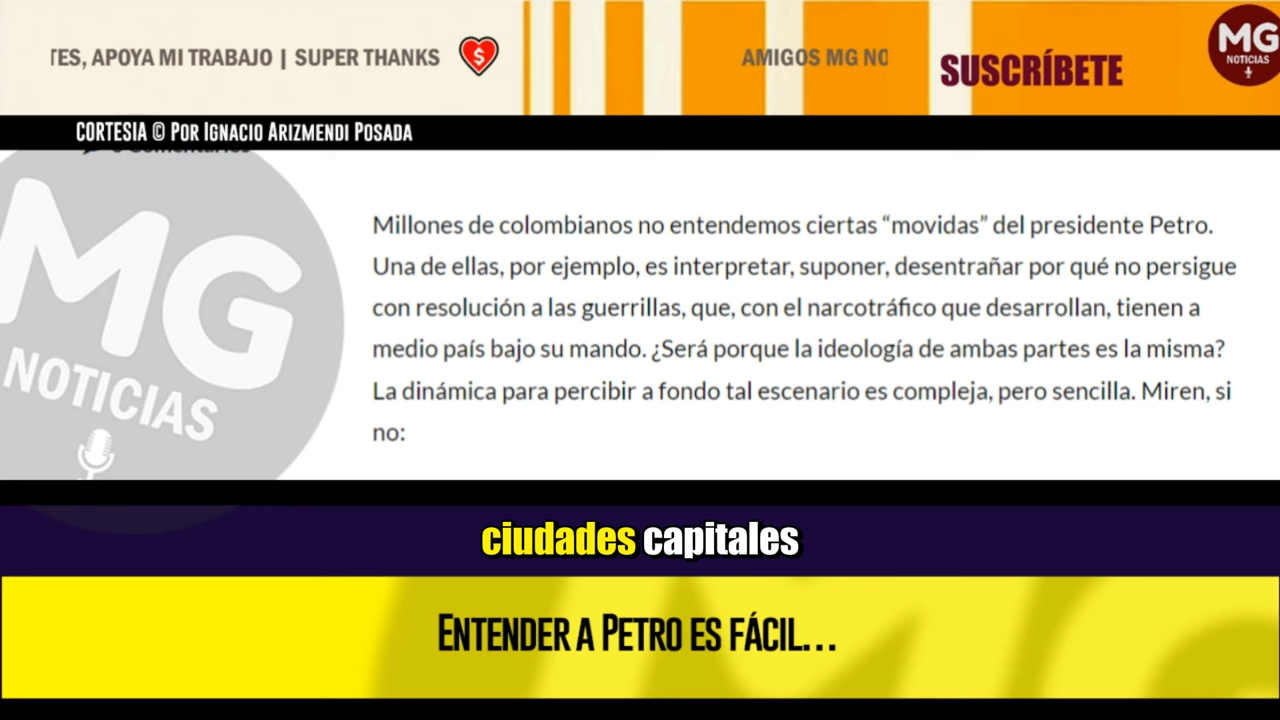 TES, APOYA MI TRABAJO | SUPER THANKS
AMIGOS MG NO
SUSCRÍBETE
MG
NOTICIAS
CORTESIA © POR IGNACIO ARIZMENDI POSADA
MG
NOTICIAS
Millones de colombianos no entendemos ciertas “movidas” del presidente Petro.
Una de ellas, por ejemplo, es interpretar, suponer, desentrañar por qué no persigue
con resolución a las guerrillas, que, con el narcotráfico que desarrollan, tienen a
medio país bajo su mando. ¿Será porque la ideología de ambas partes es la misma?
La dinámica para percibir a fondo tal escenario es compleja, pero sencilla. Miren, si
no:
ciudades capitales
ENTENDER A PETRO ES FÁCIL...